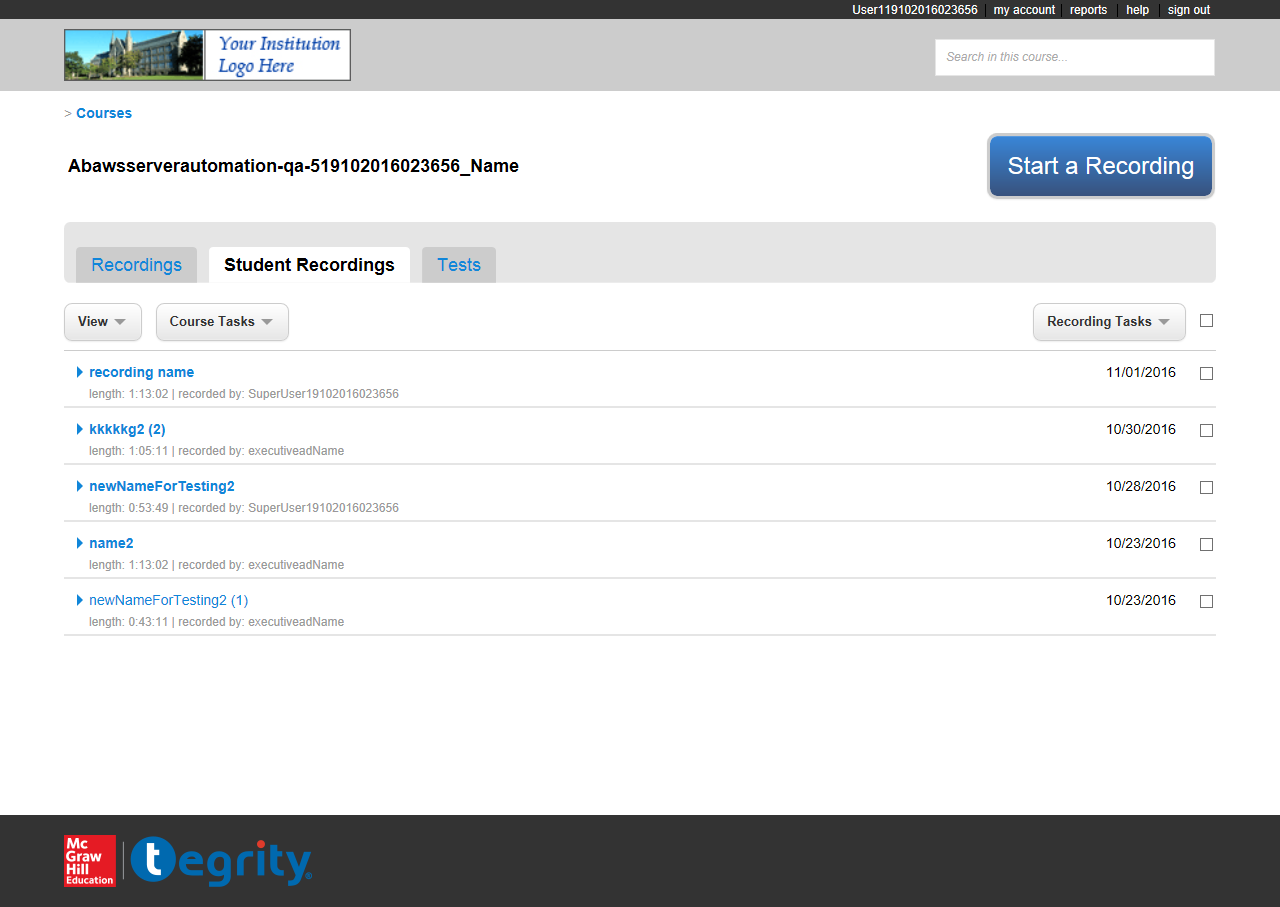 User119102016023656 my account reports help sign out
Your Institution
Logo Here
Search in this course...
> Courses
Abawsserverautomation-qa-519102016023656_Name
Start a Recording
Recordings Student Recordings Tests
View Course Tasks Recording Tasks
recording name 11/01/2016
length: 1:13:02 | recorded by: SuperUser19102016023656
kkkkkg2 (2) 10/30/2016
length: 1:05:11 | recorded by: executiveadName
newNameForTesting2 10/28/2016
length: 0:53:49 | recorded by: SuperUser19102016023656
name2 10/23/2016
length: 1:13:02 | recorded by: executiveadName
newNameForTesting2 (1) 10/23/2016
length: 0:43:11 | recorded by: executiveadName
Mc
Graw
Hill
Education
tegrity®